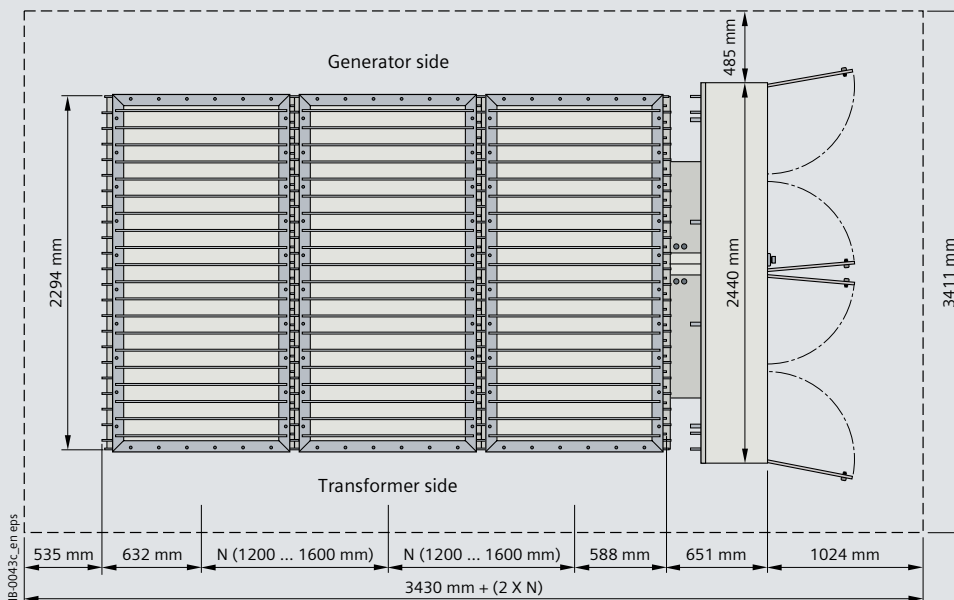 485 mm
Generator side
2294 mm
2440 mm
3411 mm
Transformer side
535 mm
632 mm
N (1200 ... 1600 mm)
N (1200 ... 1600 mm)
588 mm
651 mm
1024 mm
3430 mm + (2 X N)